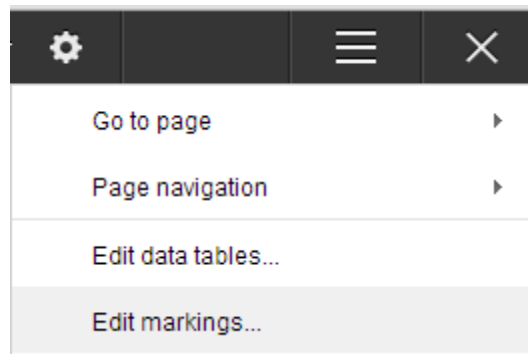 Go to page
Page navigation
Edit data tables...
Edit markings...